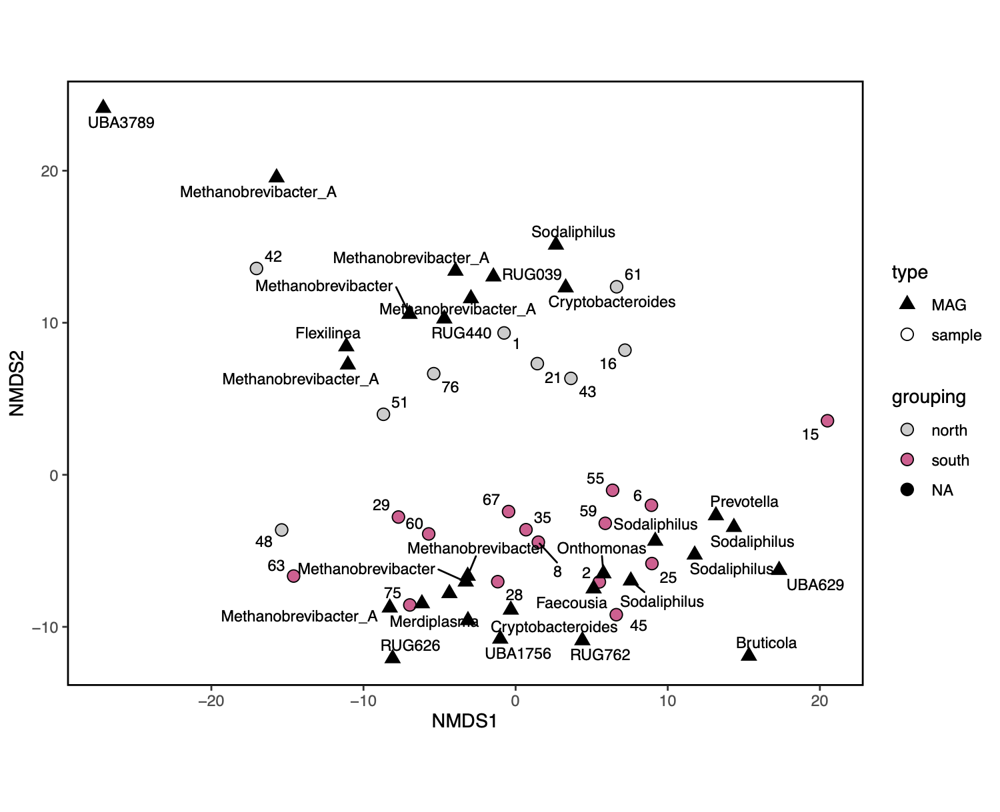 UBA3789
20
Methanobrevibacter_A
Sodaliphilus
42
Methanobrevibacter_A
RUG039
61
Methanobrevibacter
Cryptobacteroides
Methanobrevibacter_A
10
Flexilinea
RUG440
1
16
Methanobrevibacter_A
21
76
43
51
15
0
55
6
29
67
Prevotella
59
35
60
Sodaliphilus
48
Sodaliphilus
Methanobrevibacter
Onthomonas
63
Methanobrevibacter
8
2
Sodaliphilus
25
UBA629
75
28
Faecousia
Sodaliphilus
Methanobrevibacter_A
Merdiplasma
Cryptobacteroides
45
−10
RUG626
UBA1756
RUG762
Bruticola
−20
−10
0
10
20
NMDS1
NMDS2
type
MAG
sample
grouping
north
south
NA